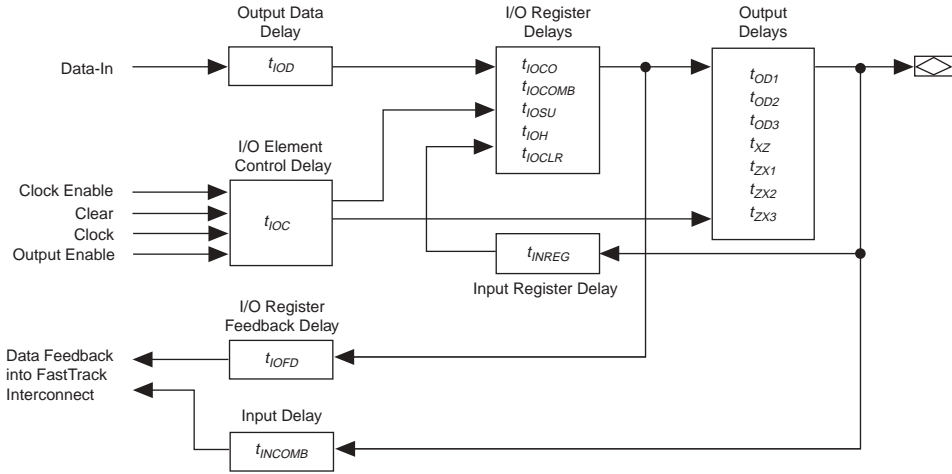 Output Data
Delay
I/O Register
Delays
Output
Delays
Data-In
tIOD
tIOCO
tIOCOMB
tIOSU
tIOH
tIOCLR
tOD1
tOD2
tOD3
tXZ
tZX1
tZX2
tZX3
I/O Element
Control Delay
Clock Enable
Clear
Clock
Output Enable
tIOC
tINREG
Input Register Delay
I/O Register
Feedback Delay
tIOFD
Data Feedback
into FastTrack
Interconnect
Input Delay
tINCOMB